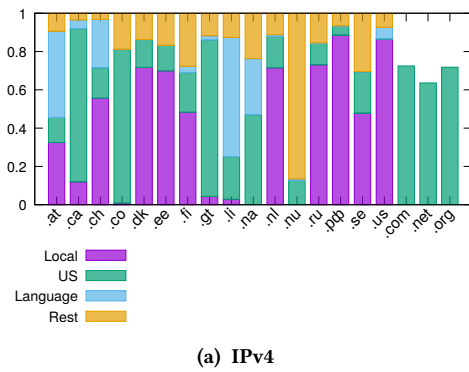 1
0.8
0.6
0.4
0.2
0
.at .ca .ch .co .dk .ee .fi .gt .li .na .nl .nu .ru .рф .se .us .com .net .org
Local
US
Language
Rest
(a) IPv4